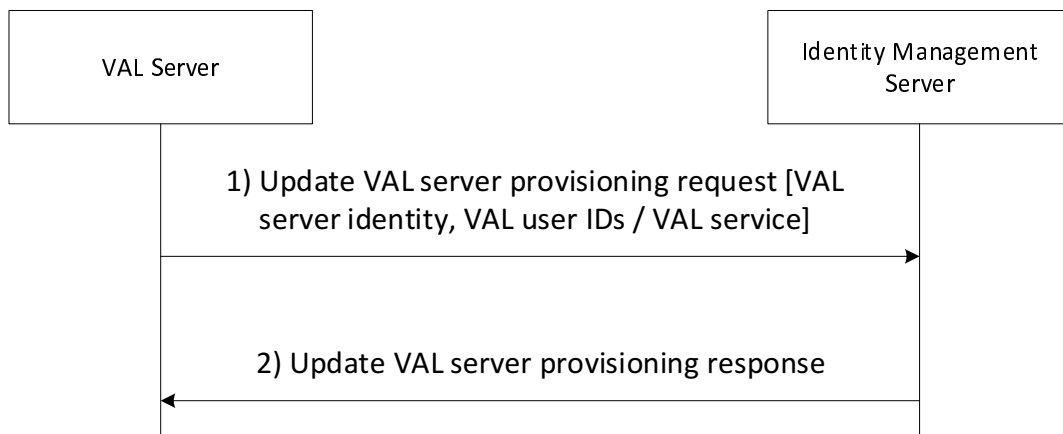 VAL Server
Identity Management
Server
1) Update VAL server provisioning request [VAL
server identity, VAL user IDs / VAL service]
2) Update VAL server provisioning response